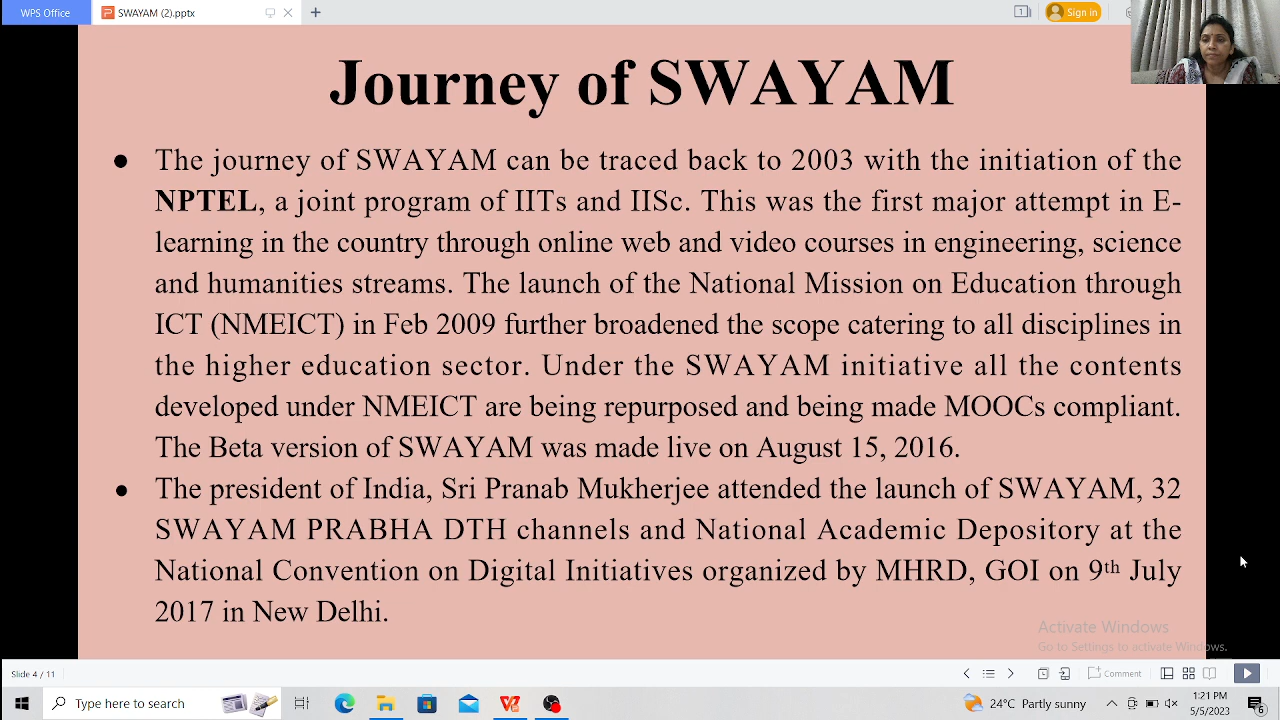 WPS Office
SWAYAM (2).pptx
+
1
Sign in
Journey of SWAYAM
● The journey of SWAYAM can be traced back to 2003 with the initiation of the
NPTEL, a joint program of IITs and IISc. This was the first major attempt in E-
learning in the country through online web and video courses in engineering, science
and humanities streams. The launch of the National Mission on Education through
ICT (NMEICT) in Feb 2009 further broadened the scope catering to all disciplines in
the higher education sector. Under the SWAYAM initiative all the contents
developed under NMEICT are being repurposed and being made MOOCs compliant.
The Beta version of SWAYAM was made live on August 15, 2016.
● The president of India, Sri Pranab Mukherjee attended the launch of SWAYAM, 32
SWAYAM PRABHA DTH channels and National Academic Depository at the
National Convention on Digital Initiatives organized by MHRD, GOI on 9th July
2017 in New Delhi.
Activate Windows
Go to Settings to activate Windows.
Slide 4 / 11
Comment
Type here to search
24°C Partly sunny
1:21 PM
5/5/2023
6